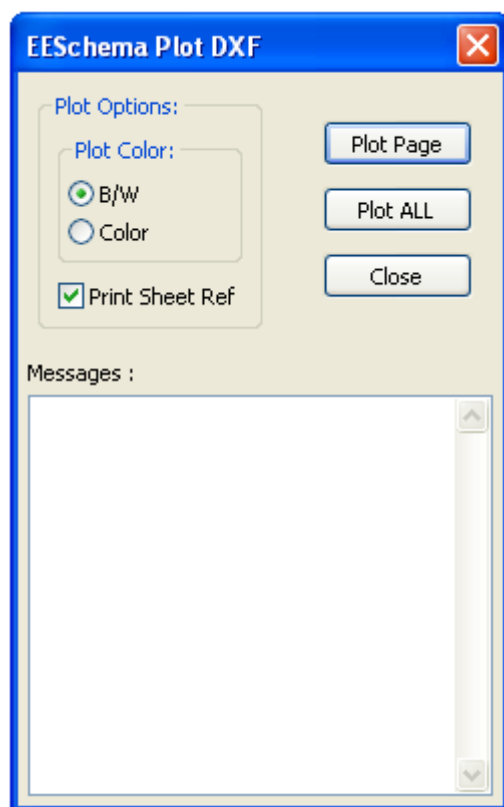 EESchema Plot DXF
Plot Options:
Plot Color:
B/W
Color
Print Sheet Ref
Plot Page
Plot ALL
Close
Messages :